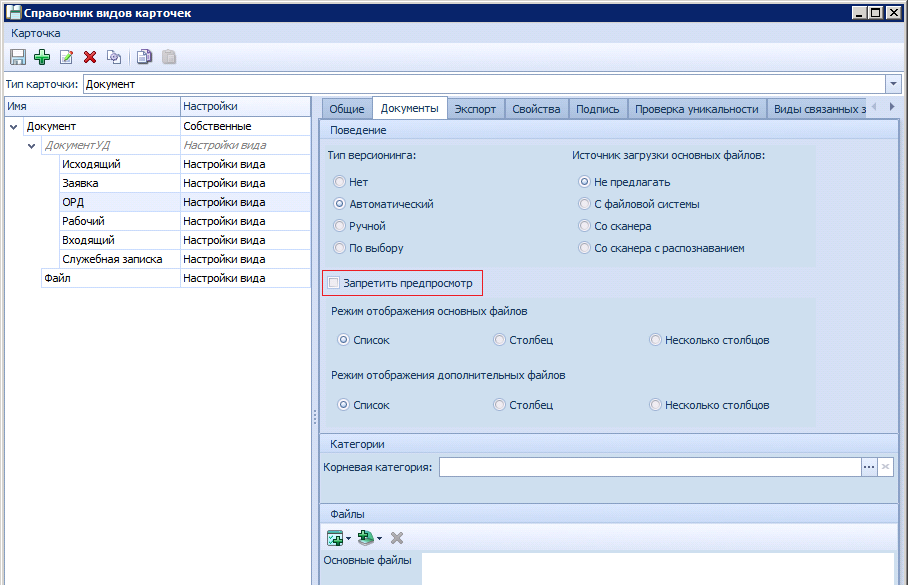 Справочник видов карточек
Карточка
Тип карточки: Документ
Имя Настройки
Документ Собственные
ДокументУД Настройки вида
Исходящий Настройки вида
Заявка Настройки вида
ОРД Настройки вида
Рабочий Настройки вида
Входящий Настройки вида
Служебная записка Настройки вида
Файл Настройки вида
Общие Документы Экспорт Свойства Подпись Проверка уникальности Виды связанных з
Поведение
Тип версионинга: Источник загрузки основных файлов:
Нет Не предлагать
Автоматический С файловой системы
Ручной Со сканера
По выбору Со сканера с распознаванием
Запретить предпросмотр
Режим отображения основных файлов
Список Столбец Несколько столбцов
Режим отображения дополнительных файлов
Список Столбец Несколько столбцов
Категории
Корневая категория:
Файлы
Основные файлы